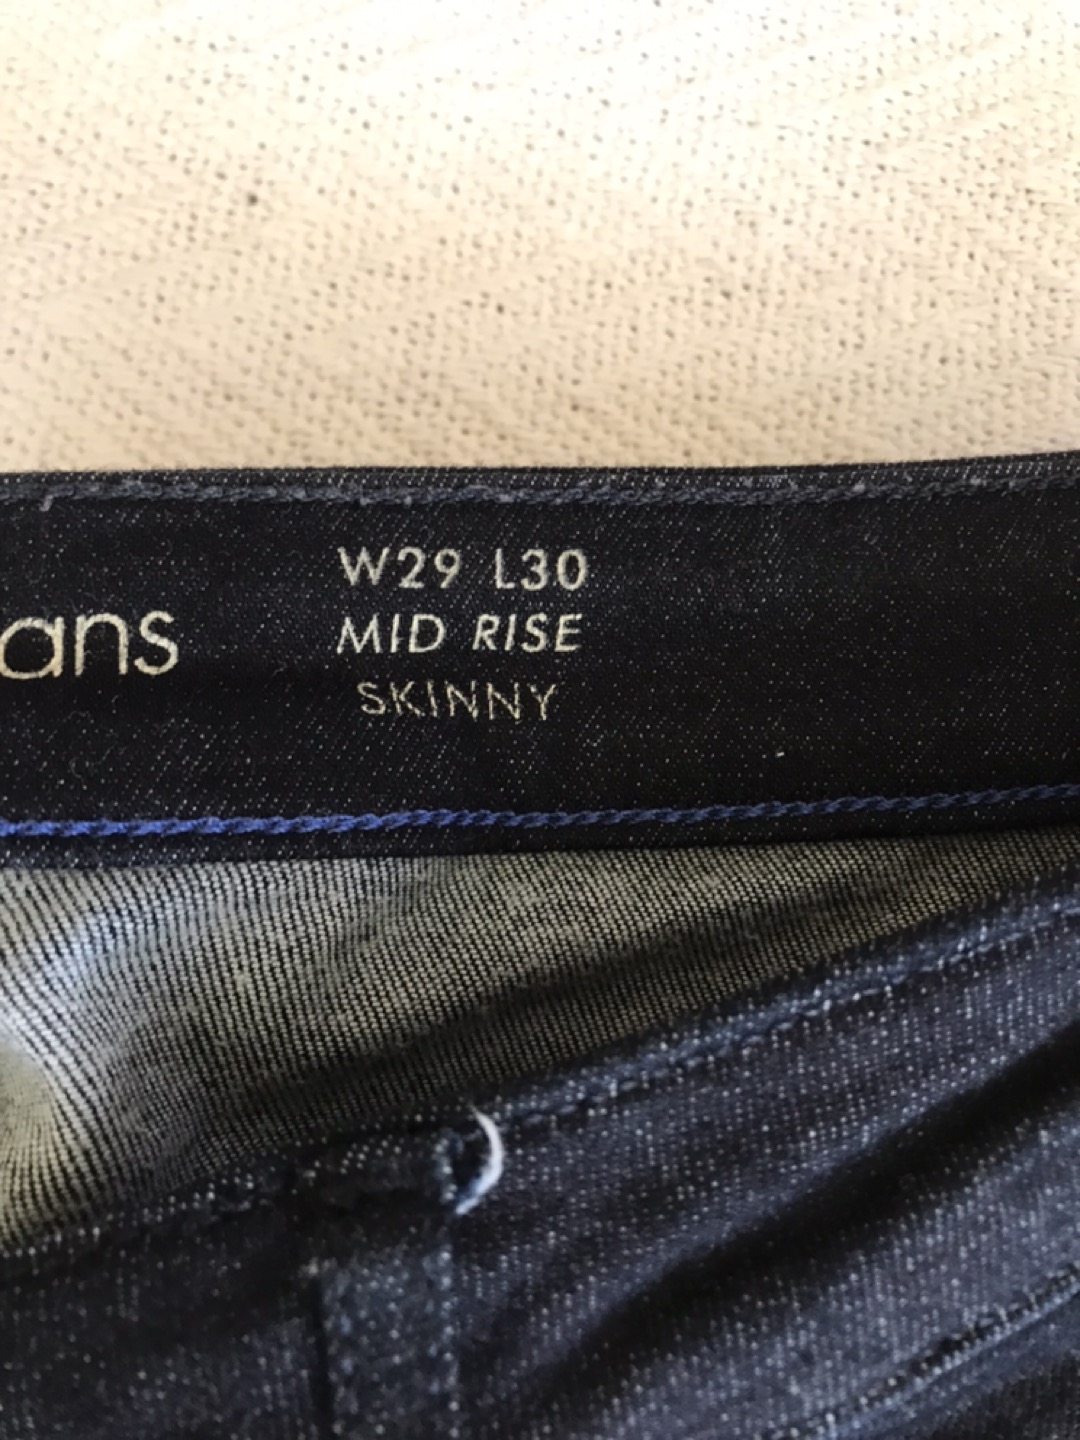 ans
W29 L30
MID RISE
SKINNY